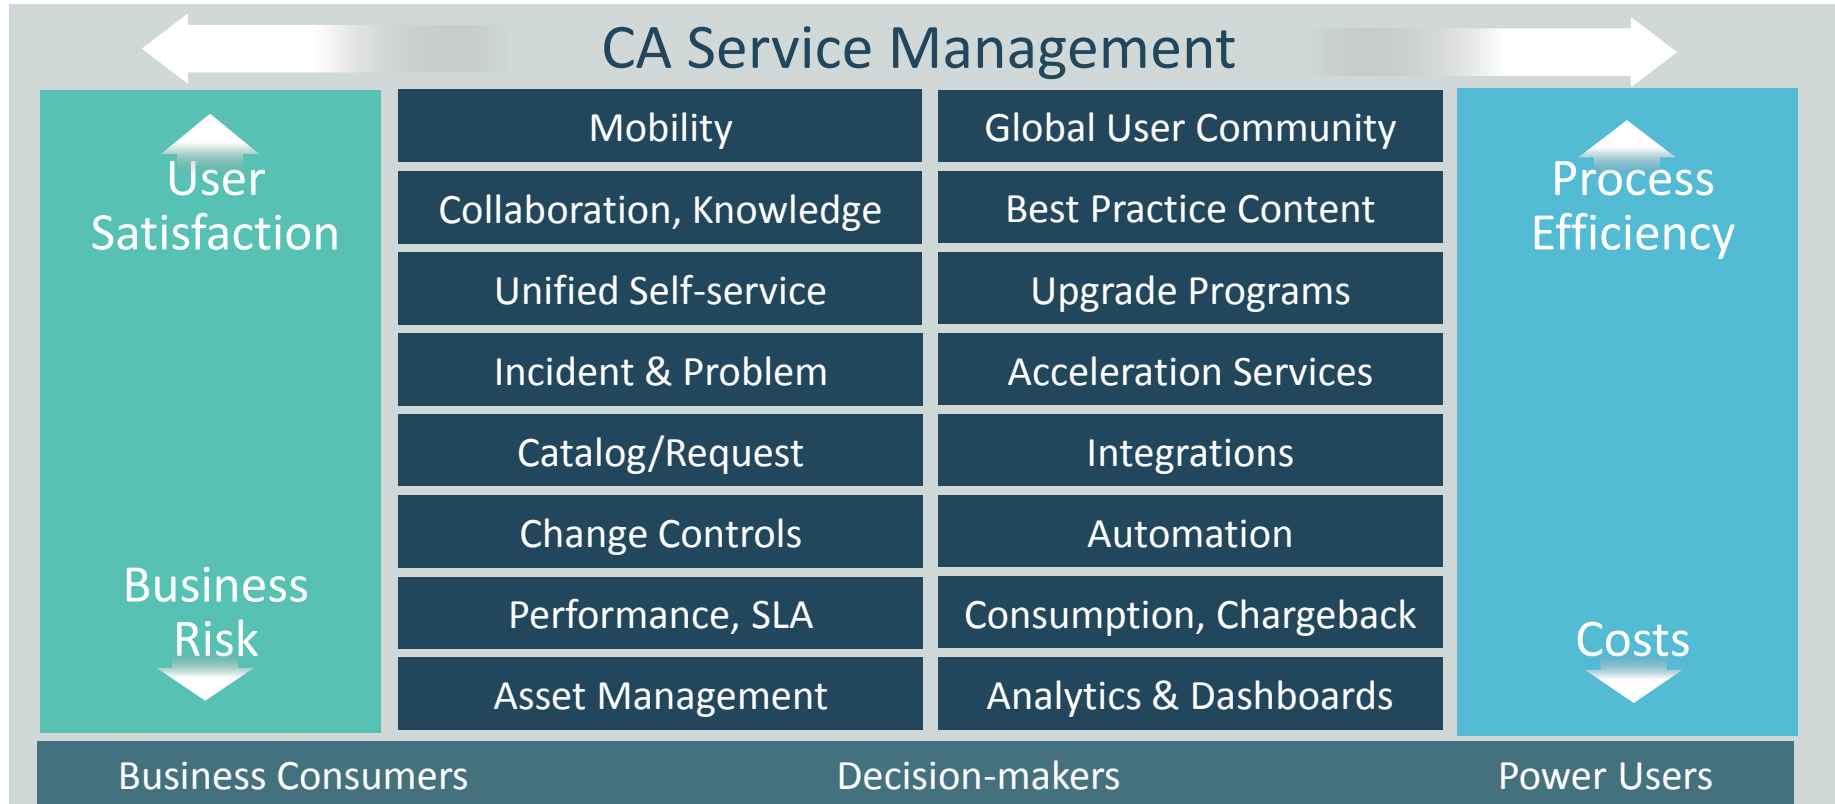 CA Service Management
User
Satisfaction
Business
Risk
Mobility
Collaboration, Knowledge
Unified Self-service
Incident & Problem
Catalog/Request
Change Controls
Performance, SLA
Asset Management
Global User Community
Best Practice Content
Upgrade Programs
Acceleration Services
Integrations
Automation
Consumption, Chargeback
Analytics & Dashboards
Process
Efficiency
Costs
Business Consumers
Decision-makers
Power Users